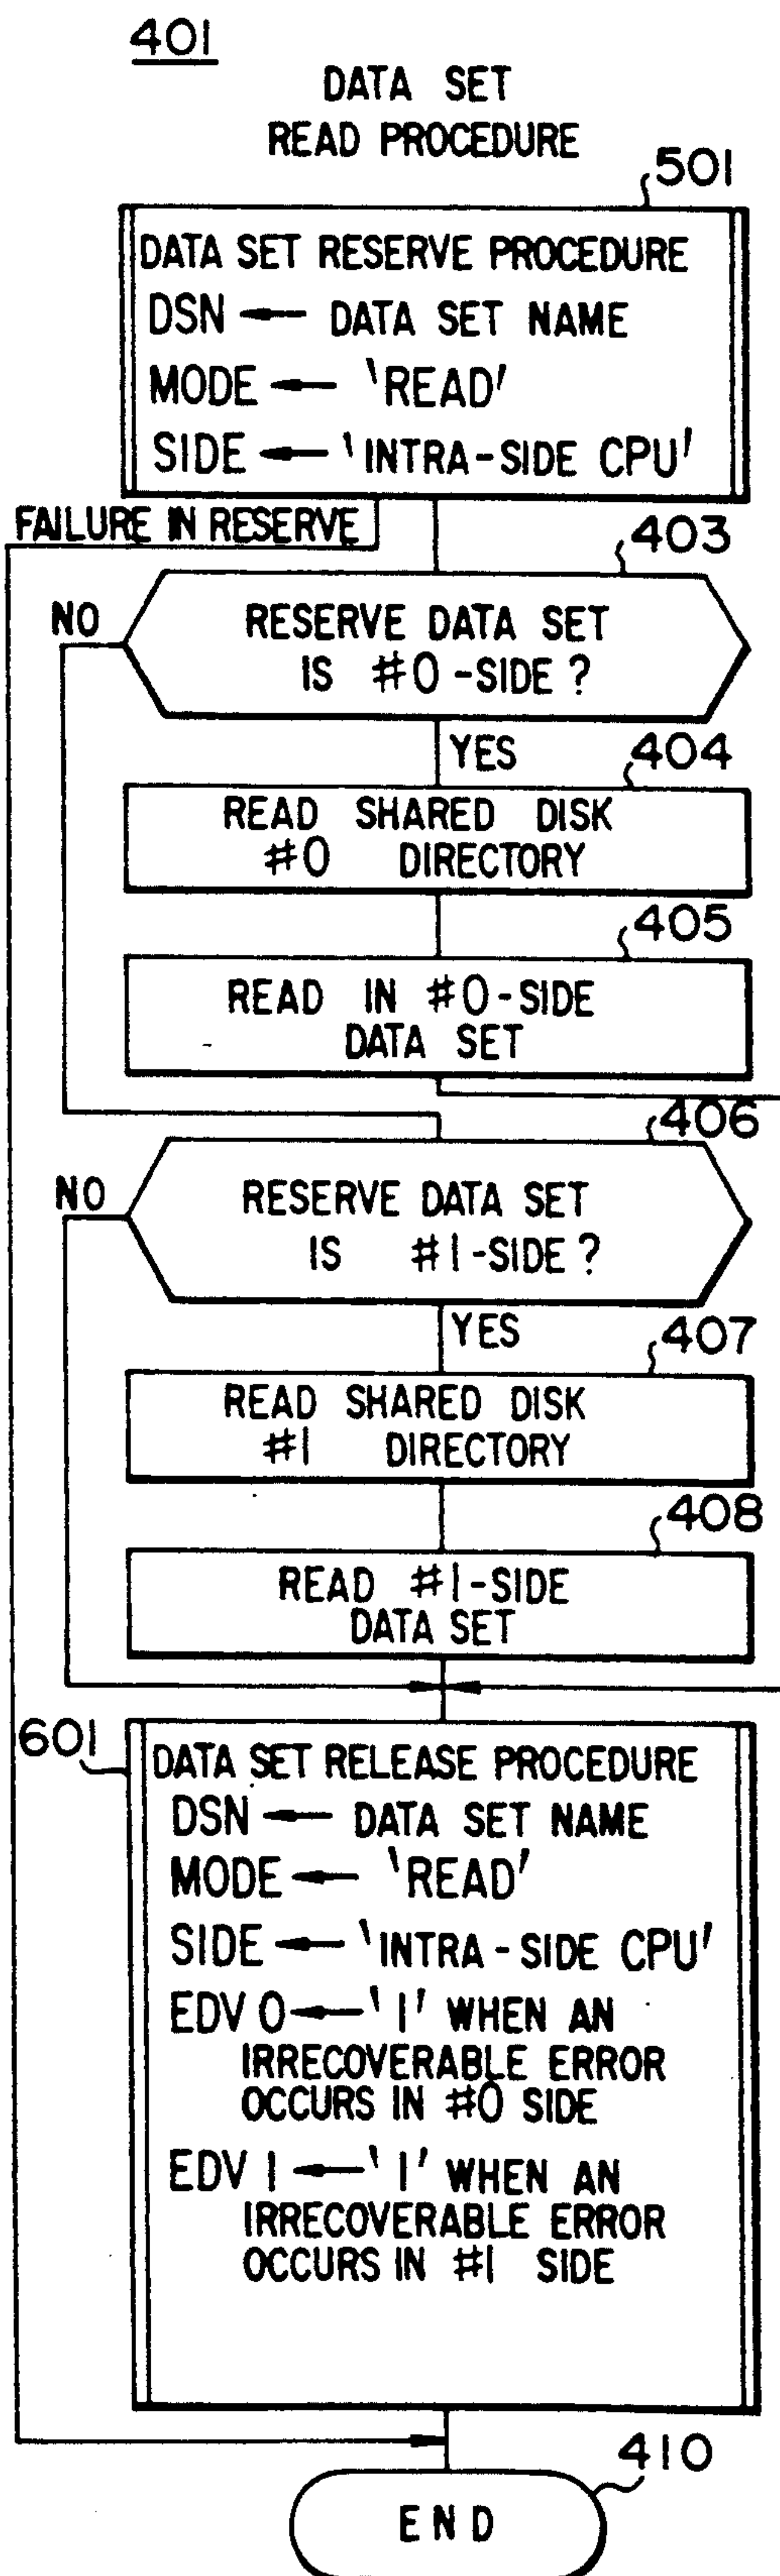 401
DATA SET
READ PROCEDURE
501
DATA SET RESERVE PROCEDURE
DSN ← DATA SET NAME
MODE ← 'READ'
SIDE ← 'INTRA-SIDE CPU'
FAILURE IN RESERVE
403
NO
RESERVE DATA SET
IS #0-SIDE?
YES
404
READ SHARED DISK
#0 DIRECTORY
405
READ IN #0-SIDE
DATA SET
406
NO
RESERVE DATA SET
IS #1-SIDE?
YES
407
READ SHARED DISK
#1 DIRECTORY
408
READ #1-SIDE
DATA SET
601
DATA SET RELEASE PROCEDURE
DSN ← DATA SET NAME
MODE ← 'READ'
SIDE ← 'INTRA-SIDE CPU'
EDV 0 ← '1' WHEN AN
IRRECOVERABLE ERROR
OCCURS IN #0 SIDE
EDV 1 ← '1' WHEN AN
IRRECOVERABLE ERROR
OCCURS IN #1 SIDE
410
END